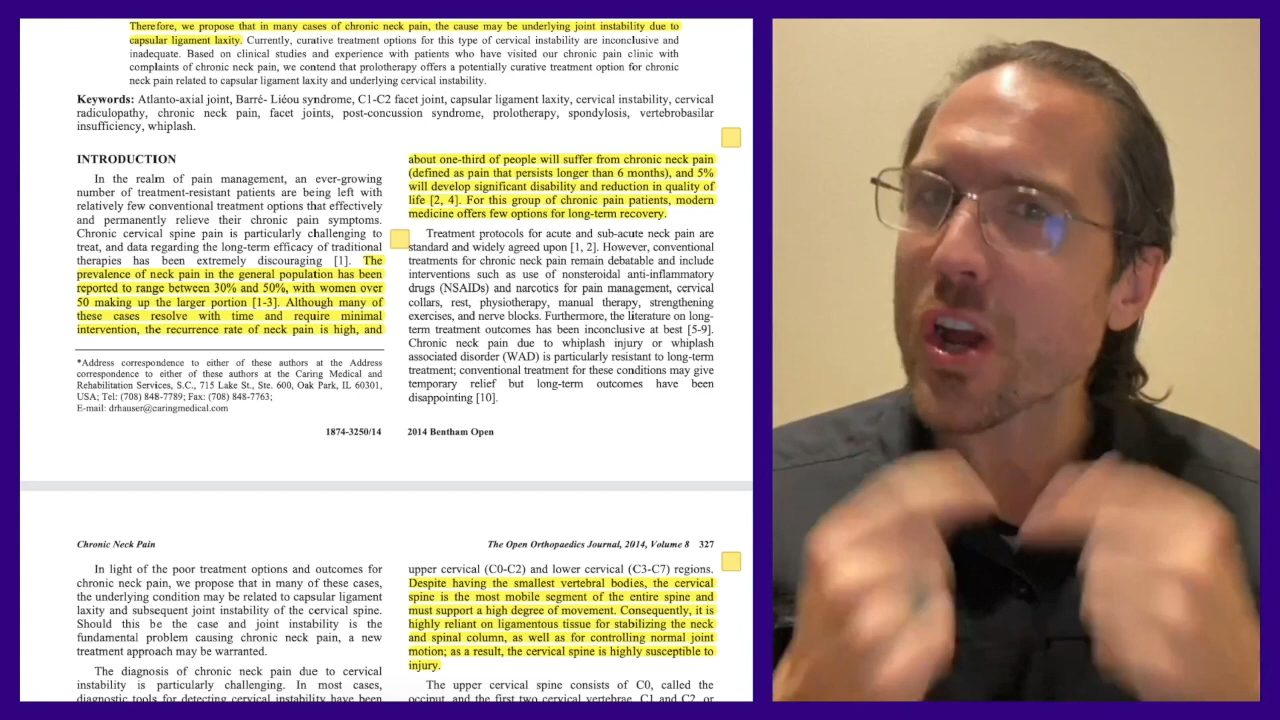 Therefore, we propose that in many cases of chronic neck pain, the cause may be underlying joint instability due to
capsular ligament laxity. Currently, curative treatment options for this type of cervical instability are inconclusive and
inadequate. Based on clinical studies and experience with patients who have visited our chronic pain clinic with
complaints of chronic neck pain, we contend that prolotherapy offers a potentially curative treatment option for chronic
neck pain related to capsular ligament laxity and underlying cervical instability.
Keywords: Atlanto-axial joint, Barré- Liéou syndrome, C1-C2 facet joint, capsular ligament laxity, cervical instability, cervical
radiculopathy, chronic neck pain, facet joints, post-concussion syndrome, prolotherapy, spondylosis, vertebrobasilar
insufficiency, whiplash.
INTRODUCTION
In the realm of pain management, an ever-growing
number of treatment-resistant patients are being left with
relatively few conventional treatment options that effectively
and permanently relieve their chronic pain symptoms.
Chronic cervical spine pain is particularly challenging to
treat, and data regarding the long-term efficacy of traditional
therapies has been extremely discouraging [1]. The
prevalence of neck pain in the general population has been
reported to range between 30% and 50%, with women over
50 making up the larger portion [1-3]. Although many of
these cases resolve with time and require minimal
intervention, the recurrence rate of neck pain is high, and
*Address correspondence to either of these authors at the Address
correspondence to either of these authors at the Caring Medical and
Rehabilitation Services, S.C., 715 Lake St., Ste. 600, Oak Park, IL 60301,
USA; Tel: (708) 848-7789; Fax: (708) 848-7763;
E-mail: drhauser@caringmedical.com
about one-third of people will suffer from chronic neck pain
(defined as pain that persists longer than 6 months), and 5%
will develop significant disability and reduction in quality of
life [2, 4]. For this group of chronic pain patients, modern
medicine offers few options for long-term recovery.
Treatment protocols for acute and sub-acute neck pain are
standard and widely agreed upon [1, 2]. However, conventional
treatments for chronic neck pain remain debatable and include
interventions such as use of nonsteroidal anti-inflammatory
drugs (NSAIDs) and narcotics for pain management, cervical
collars, rest, physiotherapy, manual therapy, strengthening
exercises, and nerve blocks. Furthermore, the literature on long-
term treatment outcomes has been inconclusive at best [5-9].
Chronic neck pain due to whiplash injury or whiplash
associated disorder (WAD) is particularly resistant to long-term
treatment; conventional treatment for these conditions may give
temporary relief but long-term outcomes have been
disappointing [10].
1874-3250/14 2014 Bentham Open
Chronic Neck Pain The Open Orthopaedics Journal, 2014, Volume 8 327
In light of the poor treatment options and outcomes for
chronic neck pain, we propose that in many of these cases,
the underlying condition may be related to capsular ligament
laxity and subsequent joint instability of the cervical spine.
Should this be the case and joint instability is the
fundamental problem causing chronic neck pain, a new
treatment approach may be warranted.
The diagnosis of chronic neck pain due to cervical
instability is particularly challenging. In most cases,
diagnostic tools for detecting cervical instability have been
upper cervical (C0-C2) and lower cervical (C3-C7) regions.
Despite having the smallest vertebral bodies, the cervical
spine is the most mobile segment of the entire spine and
must support a high degree of movement. Consequently, it is
highly reliant on ligamentous tissue for stabilizing the neck
and spinal column, as well as for controlling normal joint
motion; as a result, the cervical spine is highly susceptible to
injury.
The upper cervical spine consists of C0, called the
occiput, and the first two cervical vertebrae, C1 and C2, or